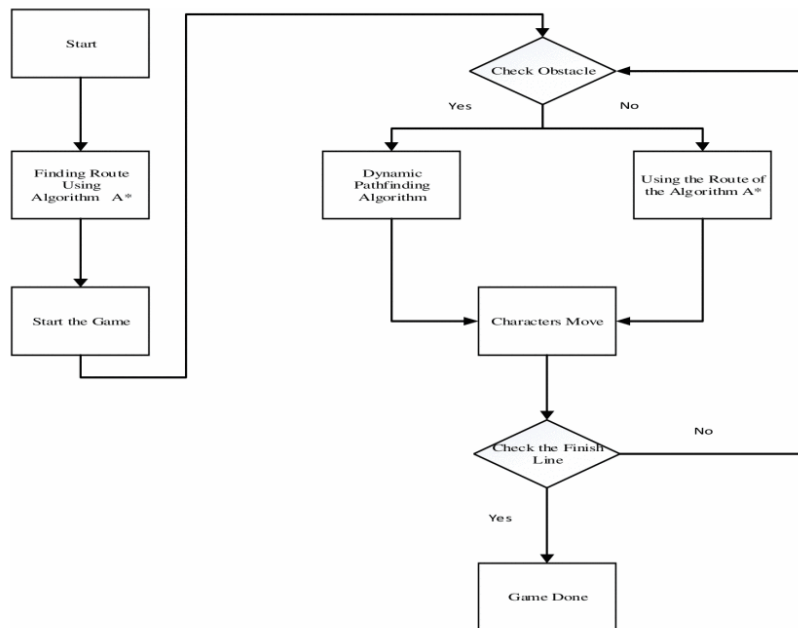 Start
Finding Route
Using
Algorithm A*
Start the Game
Check Obstacle
Yes
No
Dynamic
Pathfinding
Algorithm
Using the Route of
the Algorithm A*
Characters Move
Check the Finish
Line
No
Yes
Game Done